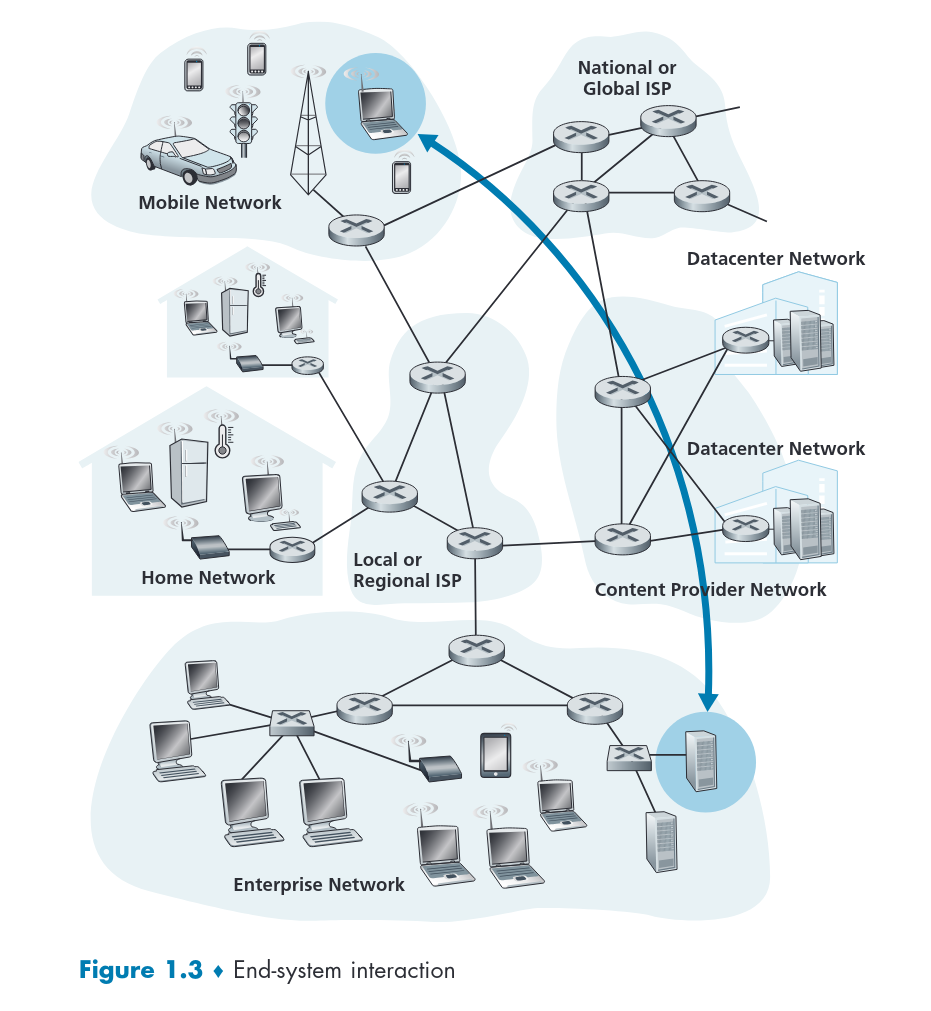 National or
Global ISP
Mobile Network
Datacenter Network
Datacenter Network
Local or
Regional ISP
Home Network
Content Provider Network
Enterprise Network
Figure 1.3 ♦ End-system interaction